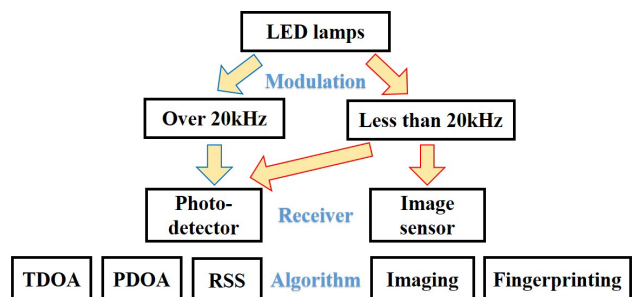 LED lamps
Modulation
Over 20kHz
Less than 20kHz
Photo-
detector
Receiver
Image
sensor
TDOA
PDOA
RSS
Algorithm
Imaging
Fingerprinting